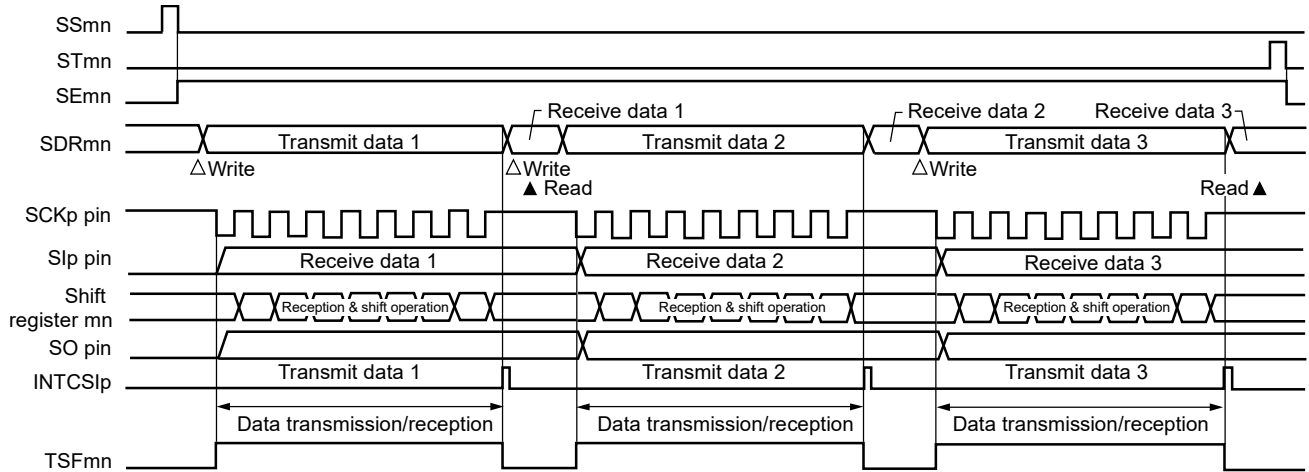 SSmn
STmn
SEmn
Receive data 1 Receive data 2 Receive data 3
SDRmn Transmit data 1 Transmit data 2 Transmit data 3
△Write △Write △Write
▲ Read Read ▲
SCKp pin
SIp pin Receive data 1 Receive data 2 Receive data 3
Shift
register mn Reception & shift operation Reception & shift operation Reception & shift operation
SO pin
INTCSIp Transmit data 1 Transmit data 2 Transmit data 3
Data transmission/reception Data transmission/reception Data transmission/reception
TSFmn